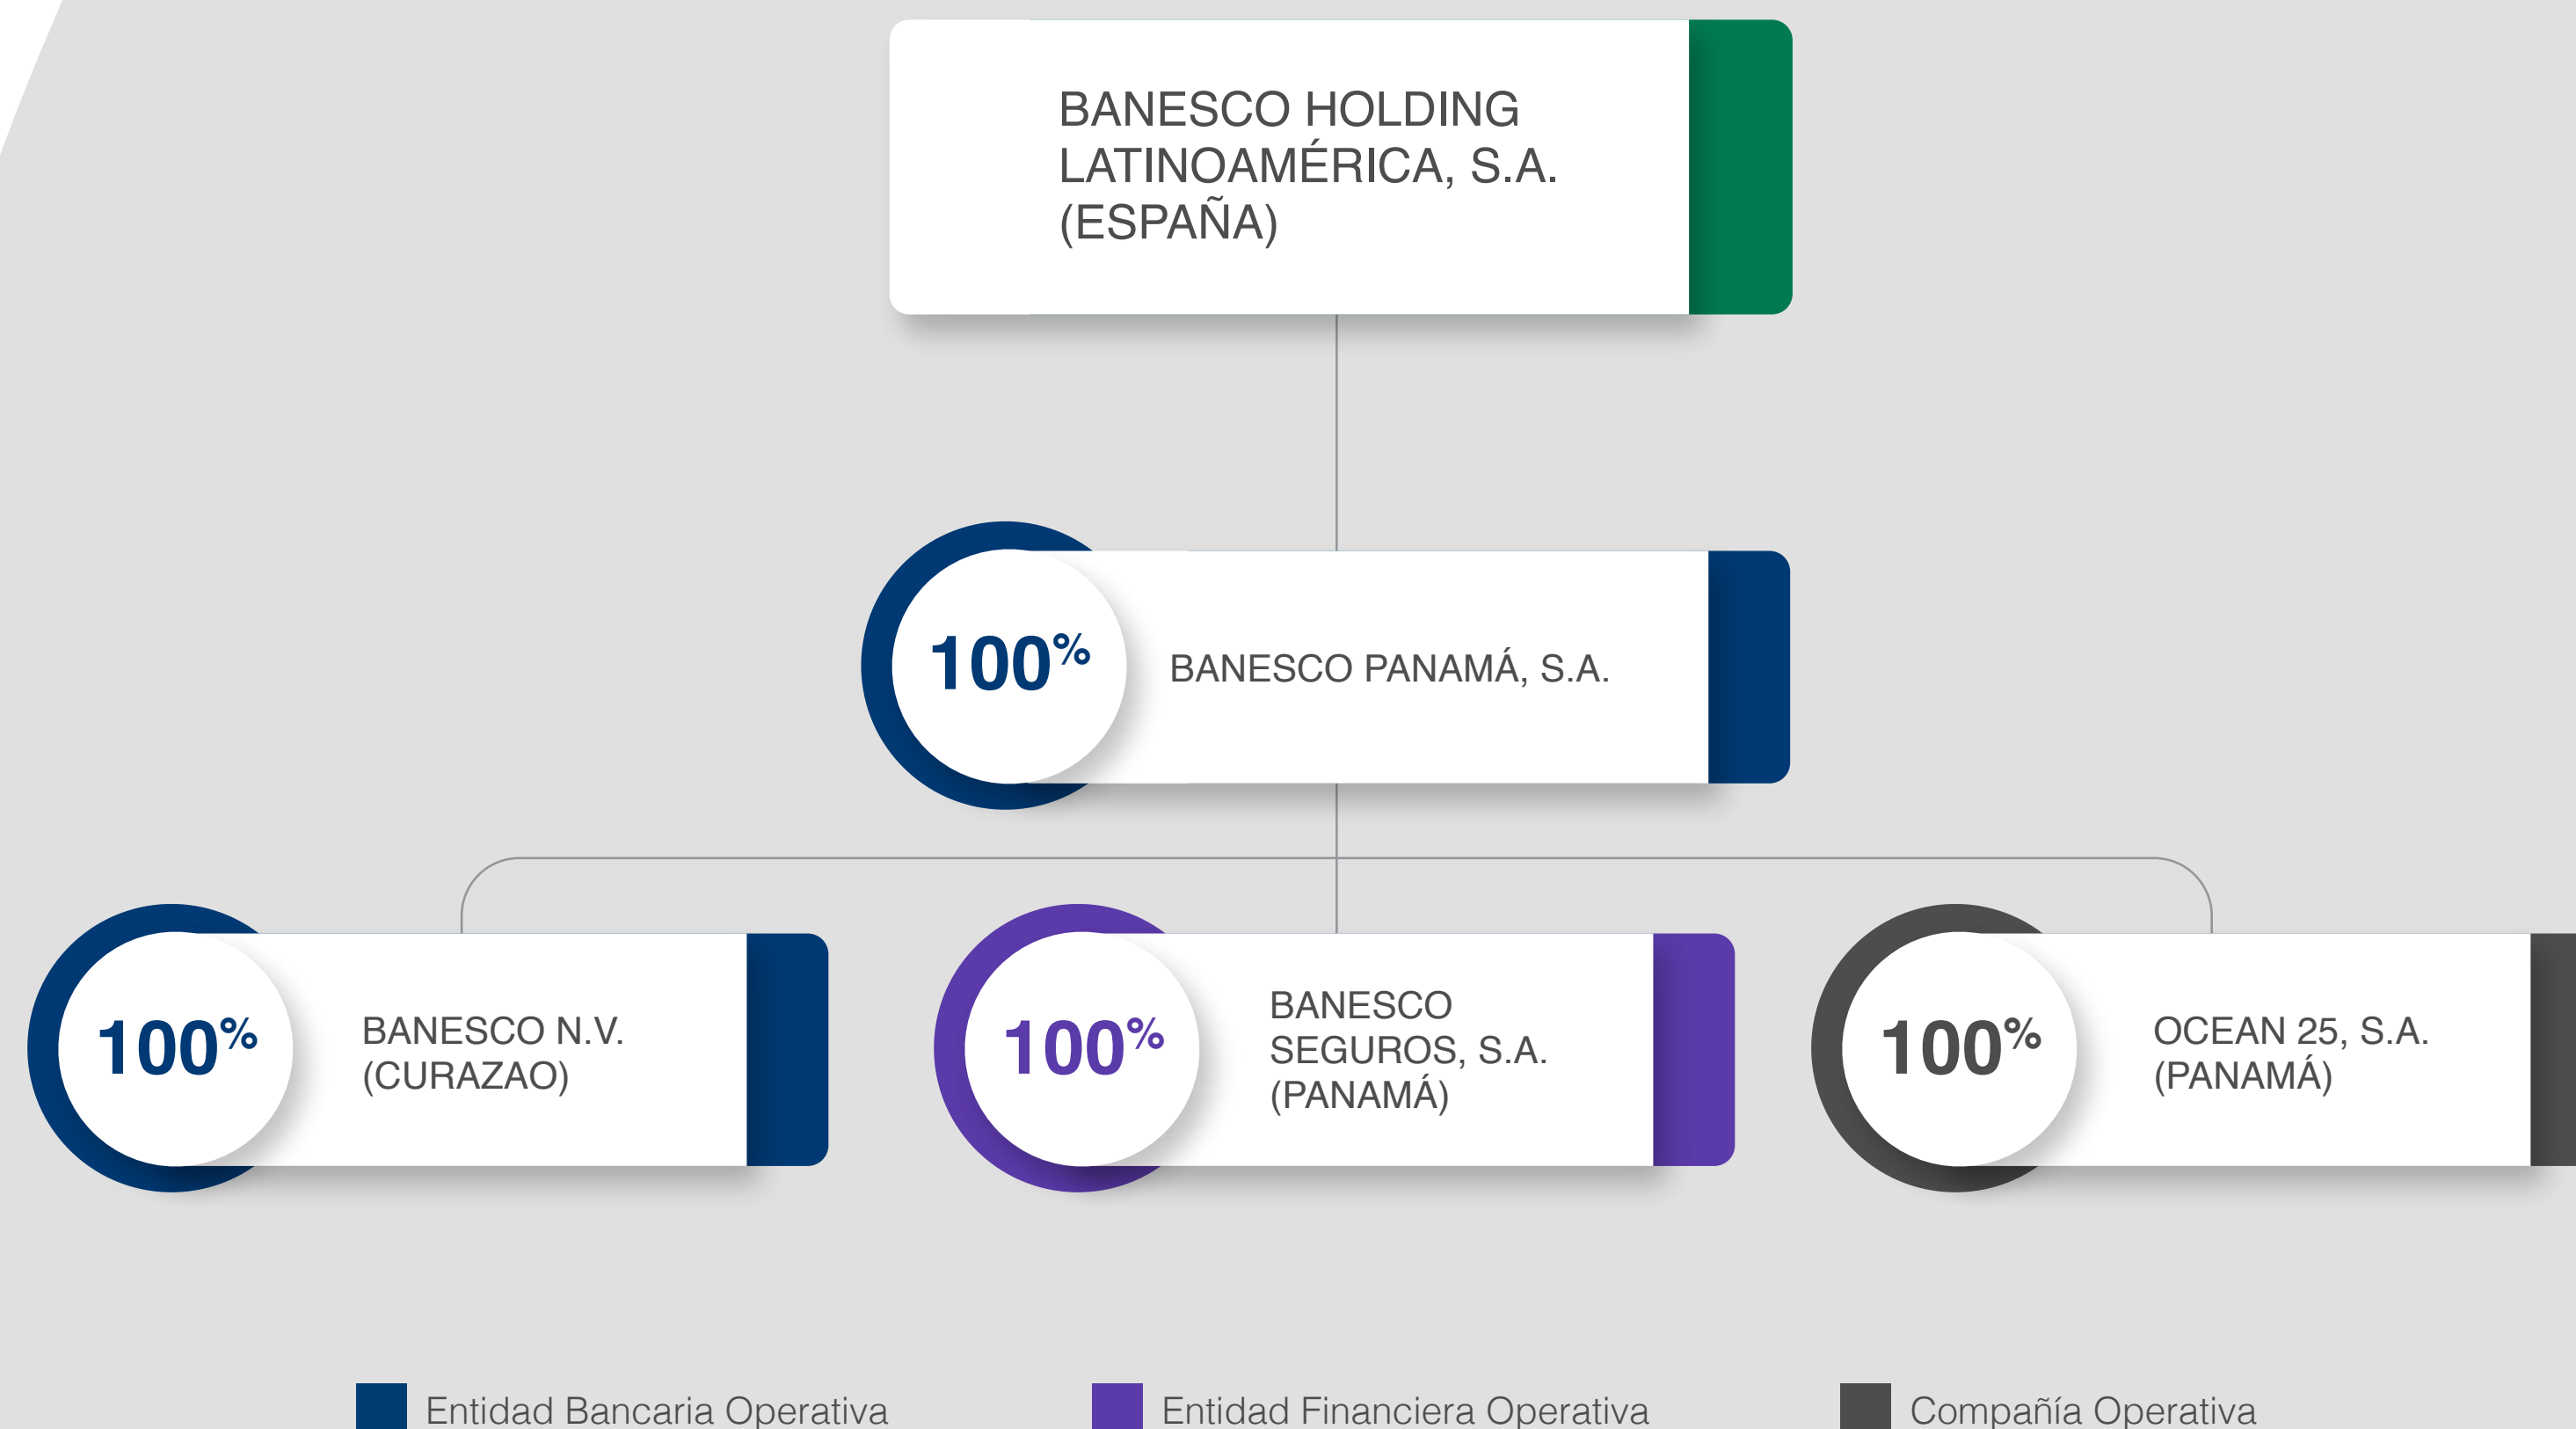 BANESCO HOLDING
LATINOAMÉRICA, S.A.
(ESPAÑA)
100%
BANESCO PANAMÁ, S.A.
100%
BANESCO N.V.
(CURAZAO)
100%
BANESCO
SEGUROS, S.A.
(PANAMÁ)
100%
OCEAN 25, S.A.
(PANAMÁ)
Entidad Bancaria Operativa
Entidad Financiera Operativa
Compañía Operativa